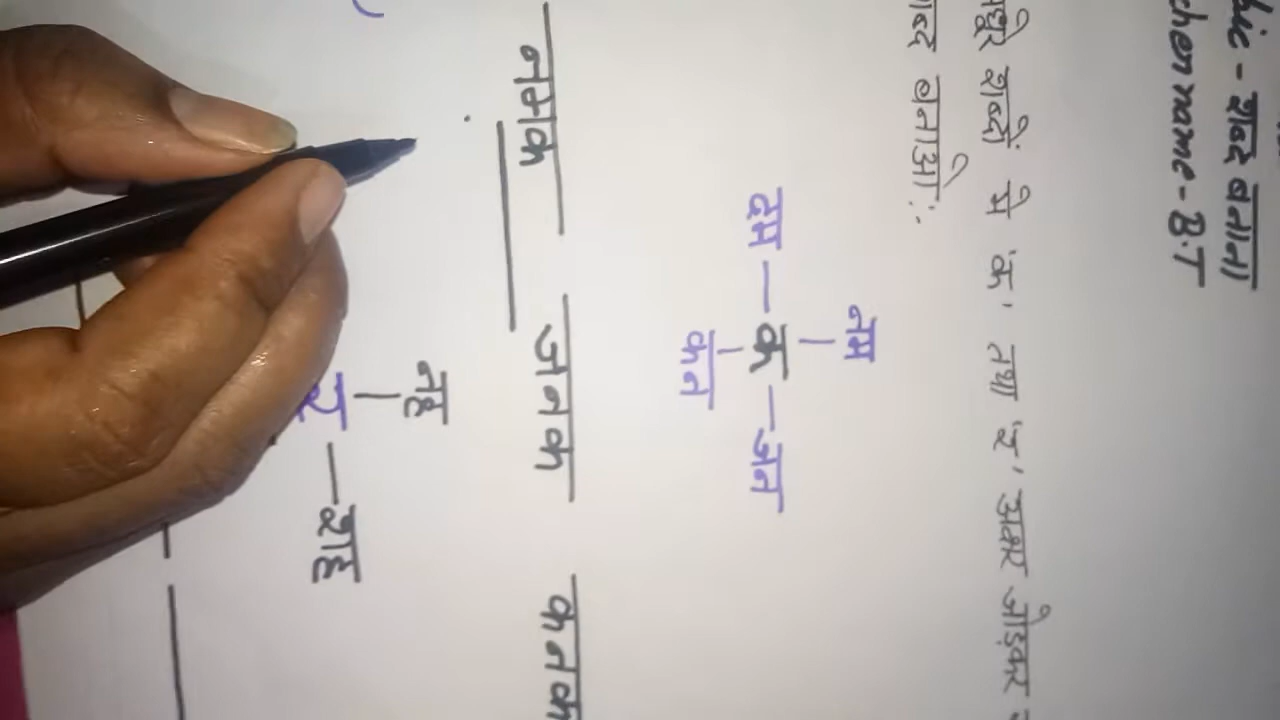 शब्द बनाना
name - B.T
अधुरे शब्दो मे 'क' तथा 'र' अक्षर जोड़कर
शब्द बनाओ:-
नम
दम — क — जन
कन
नमक जनक कनक
नह
र — शह